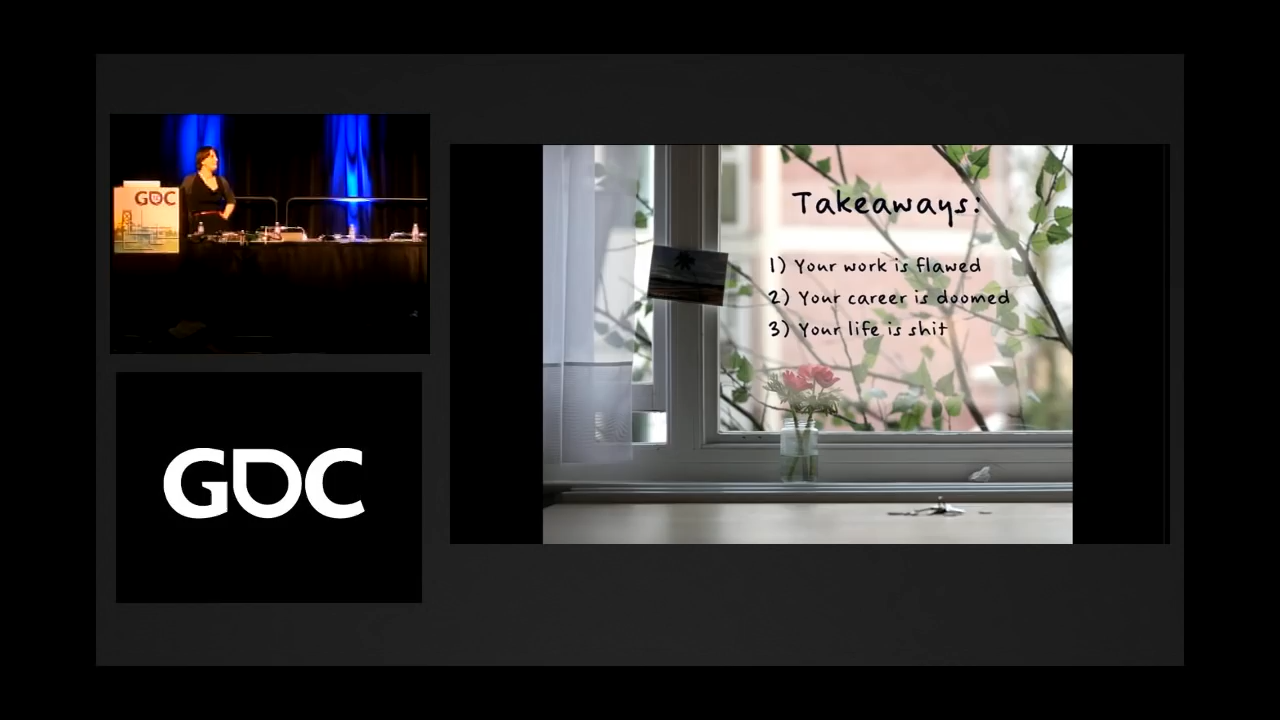 GDC
GDC
Takeaways:
1) Your work is flawed
2) Your career is doomed
3) Your life is shit